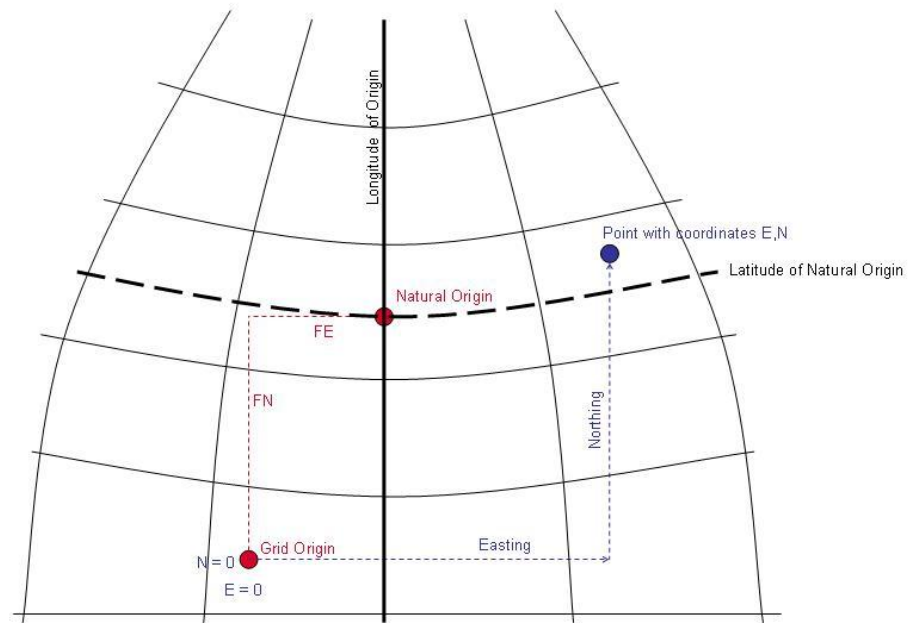 Longitude of Origin
Point with coordinates E,N
Latitude of Natural Origin
Natural Origin
FE
FN
Northing
Grid Origin
Easting
N = 0
E = 0